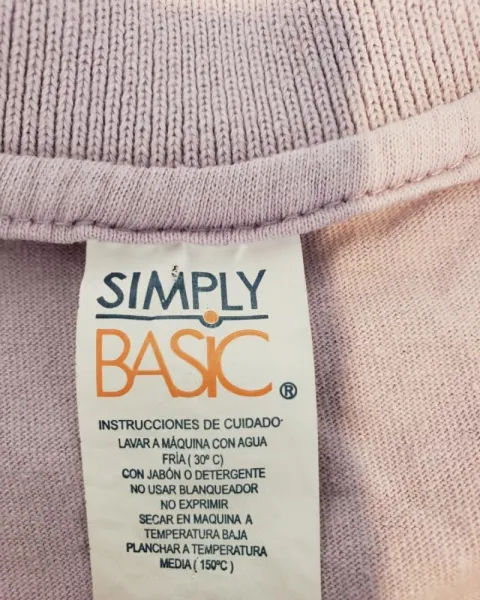 SIMPLY
BASIC ®
INSTRUCCIONES DE CUIDADO
LAVAR A MÁQUINA CON AGUA
FRÍA ( 30º C)
CON JABÓN O DETERGENTE
NO USAR BLANQUEADOR
NO EXPRIMIR
SECAR EN MAQUINA A
TEMPERATURA BAJA
PLANCHAR A TEMPERATURA
MEDIA ( 150ºC )